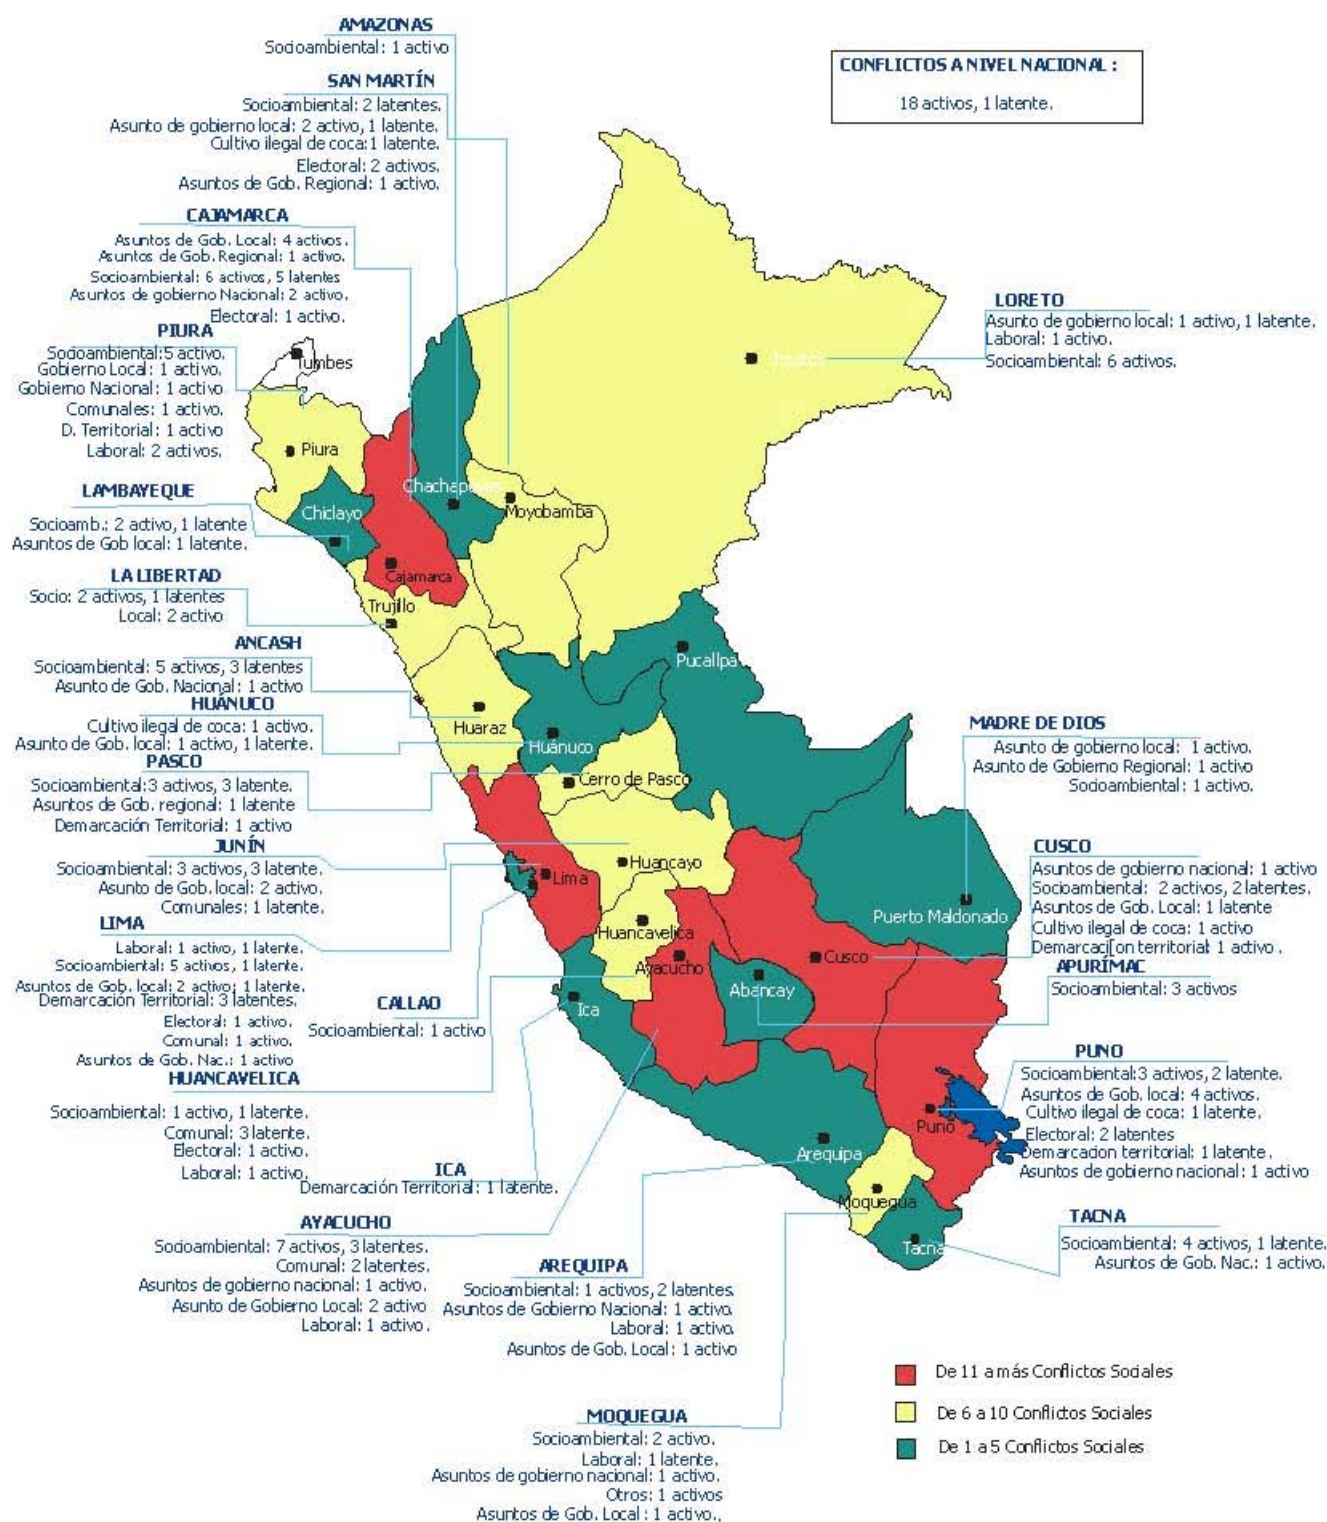 AMAZONAS
Socioambiental: 1 activo
SAN MARTÍN
Socioambiental: 2 latentes.
Asunto de gobierno local: 2 activo, 1 latente.
Cultivo ilegal de coca:1 latente.
Electoral: 2 activos.
Asuntos de Gob. Regional: 1 activo.
CONFLICTOS A NIVEL NACIONAL :
18 activos, 1 latente.
CAJAMARCA
Asuntos de Gob. Local: 4 activos.
Asuntos de Gob. Regional: 1 activo.
Socioambiental: 6 activos, 5 latentes
Asuntos de gobierno Nacional: 2 activo.
Electoral: 1 activo.
PIURA
Socioambiental:5 activo.
Gobierno Local: 1 activo.
Gobierno Nacional: 1 activo
Comunales: 1 activo.
D. Territorial: 1 activo
Laboral: 2 activos.
LORETO
Asunto de gobierno local: 1 activo, 1 latente.
Laboral: 1 activo.
Socioambiental: 6 activos.
LAMBAYEQUE
Socioamb.: 2 activo, 1 latente
Asuntos de Gob local: 1 latente.
LA LIBERTAD
Socio: 2 activos, 1 latentes
Local: 2 activo
ANCASH
Socioambiental: 5 activos, 3 latentes
Asunto de Gob. Nacional: 1 activo
HUÁNUCO
Cultivo ilegal de coca: 1 activo.
Asunto de Gob. local: 1 activo, 1 latente.
PASCO
Socioambiental:3 activos, 3 latente.
Asuntos de Gob. regional: 1 latente
Demarcación Territorial: 1 activo
JUNÍN
Socioambiental: 3 activos, 3 latente.
Asunto de Gob. local: 2 activo.
Comunales: 1 latente.
LIMA
Laboral: 1 activo, 1 latente.
Socioambiental: 5 activos, 1 latente.
Asuntos de Gob. local: 2 activo; 1 latente.
Demarcación Territorial: 3 latentes.
Electoral: 1 activo.
Comunal: 1 activo.
Asuntos de Gob. Nac.: 1 activo
CALLAO
Socioambiental: 1 activo
HUANCAVELICA
Socioambiental: 1 activo, 1 latente.
Comunal: 3 latente.
Electoral: 1 activo.
Laboral: 1 activo.
ICA
Demarcación Territorial: 1 latente.
AYACUCHO
Socioambiental: 7 activos, 3 latentes.
Comunal: 2 latentes.
Asuntos de gobierno nacional: 1 activo.
Asunto de Gobierno Local: 2 activo
Laboral: 1 activo.
AREQUIPA
Socioambiental: 1 activos, 2 latentes.
Asuntos de Gobierno Nacional: 1 activo.
Laboral: 1 activo.
Asuntos de Gob. Local: 1 activo
MOQUEGUA
Socioambiental: 2 activo.
Laboral: 1 latente.
Asuntos de gobierno nacional: 1 activo.
Otros: 1 activos
Asuntos de Gob. Local : 1 activo.,
MADRE DE DIOS
Asunto de gobierno local: 1 activo.
Asunto de Gobierno Regional: 1 activo
Socioambiental: 1 activo.
CUSCO
Asuntos de gobierno nacional: 1 activo
Socioambiental: 2 activos, 2 latentes.
Asuntos de Gob. Local: 1 latente
Cultivo ilegal de coca: 1 activo
Demarcacion territorial: 1 activo .
APURÍMAC
Socioambiental: 3 activos
PUNO
Socioambiental:3 activos, 2 latente.
Asuntos de Gob. local: 4 activos.
Cultivo ilegal de coca: 1 latente.
Electoral: 2 latentes
Demarcacion territorial: 1 latente .
Asuntos de gobierno nacional: 1 activo
TACNA
Socioambiental: 4 activos, 1 latente.
Asuntos de Gob. Nac.: 1 activo.
Tumbes
Piura
Chiclayo
Chachapoyas
Moyobamba
Iquitos
Cajamarca
Trujillo
Pucallpa
Huaraz
Huánuco
Cerro de Pasco
Huancayo
Lima
Huancavelica
Ayacucho
Abancay
Cusco
Puerto Maldonado
Ica
Puno
Arequipa
Moquegua
Tacna
De 11 a más Conflictos Sociales
De 6 a 10 Conflictos Sociales
De 1 a 5 Conflictos Sociales